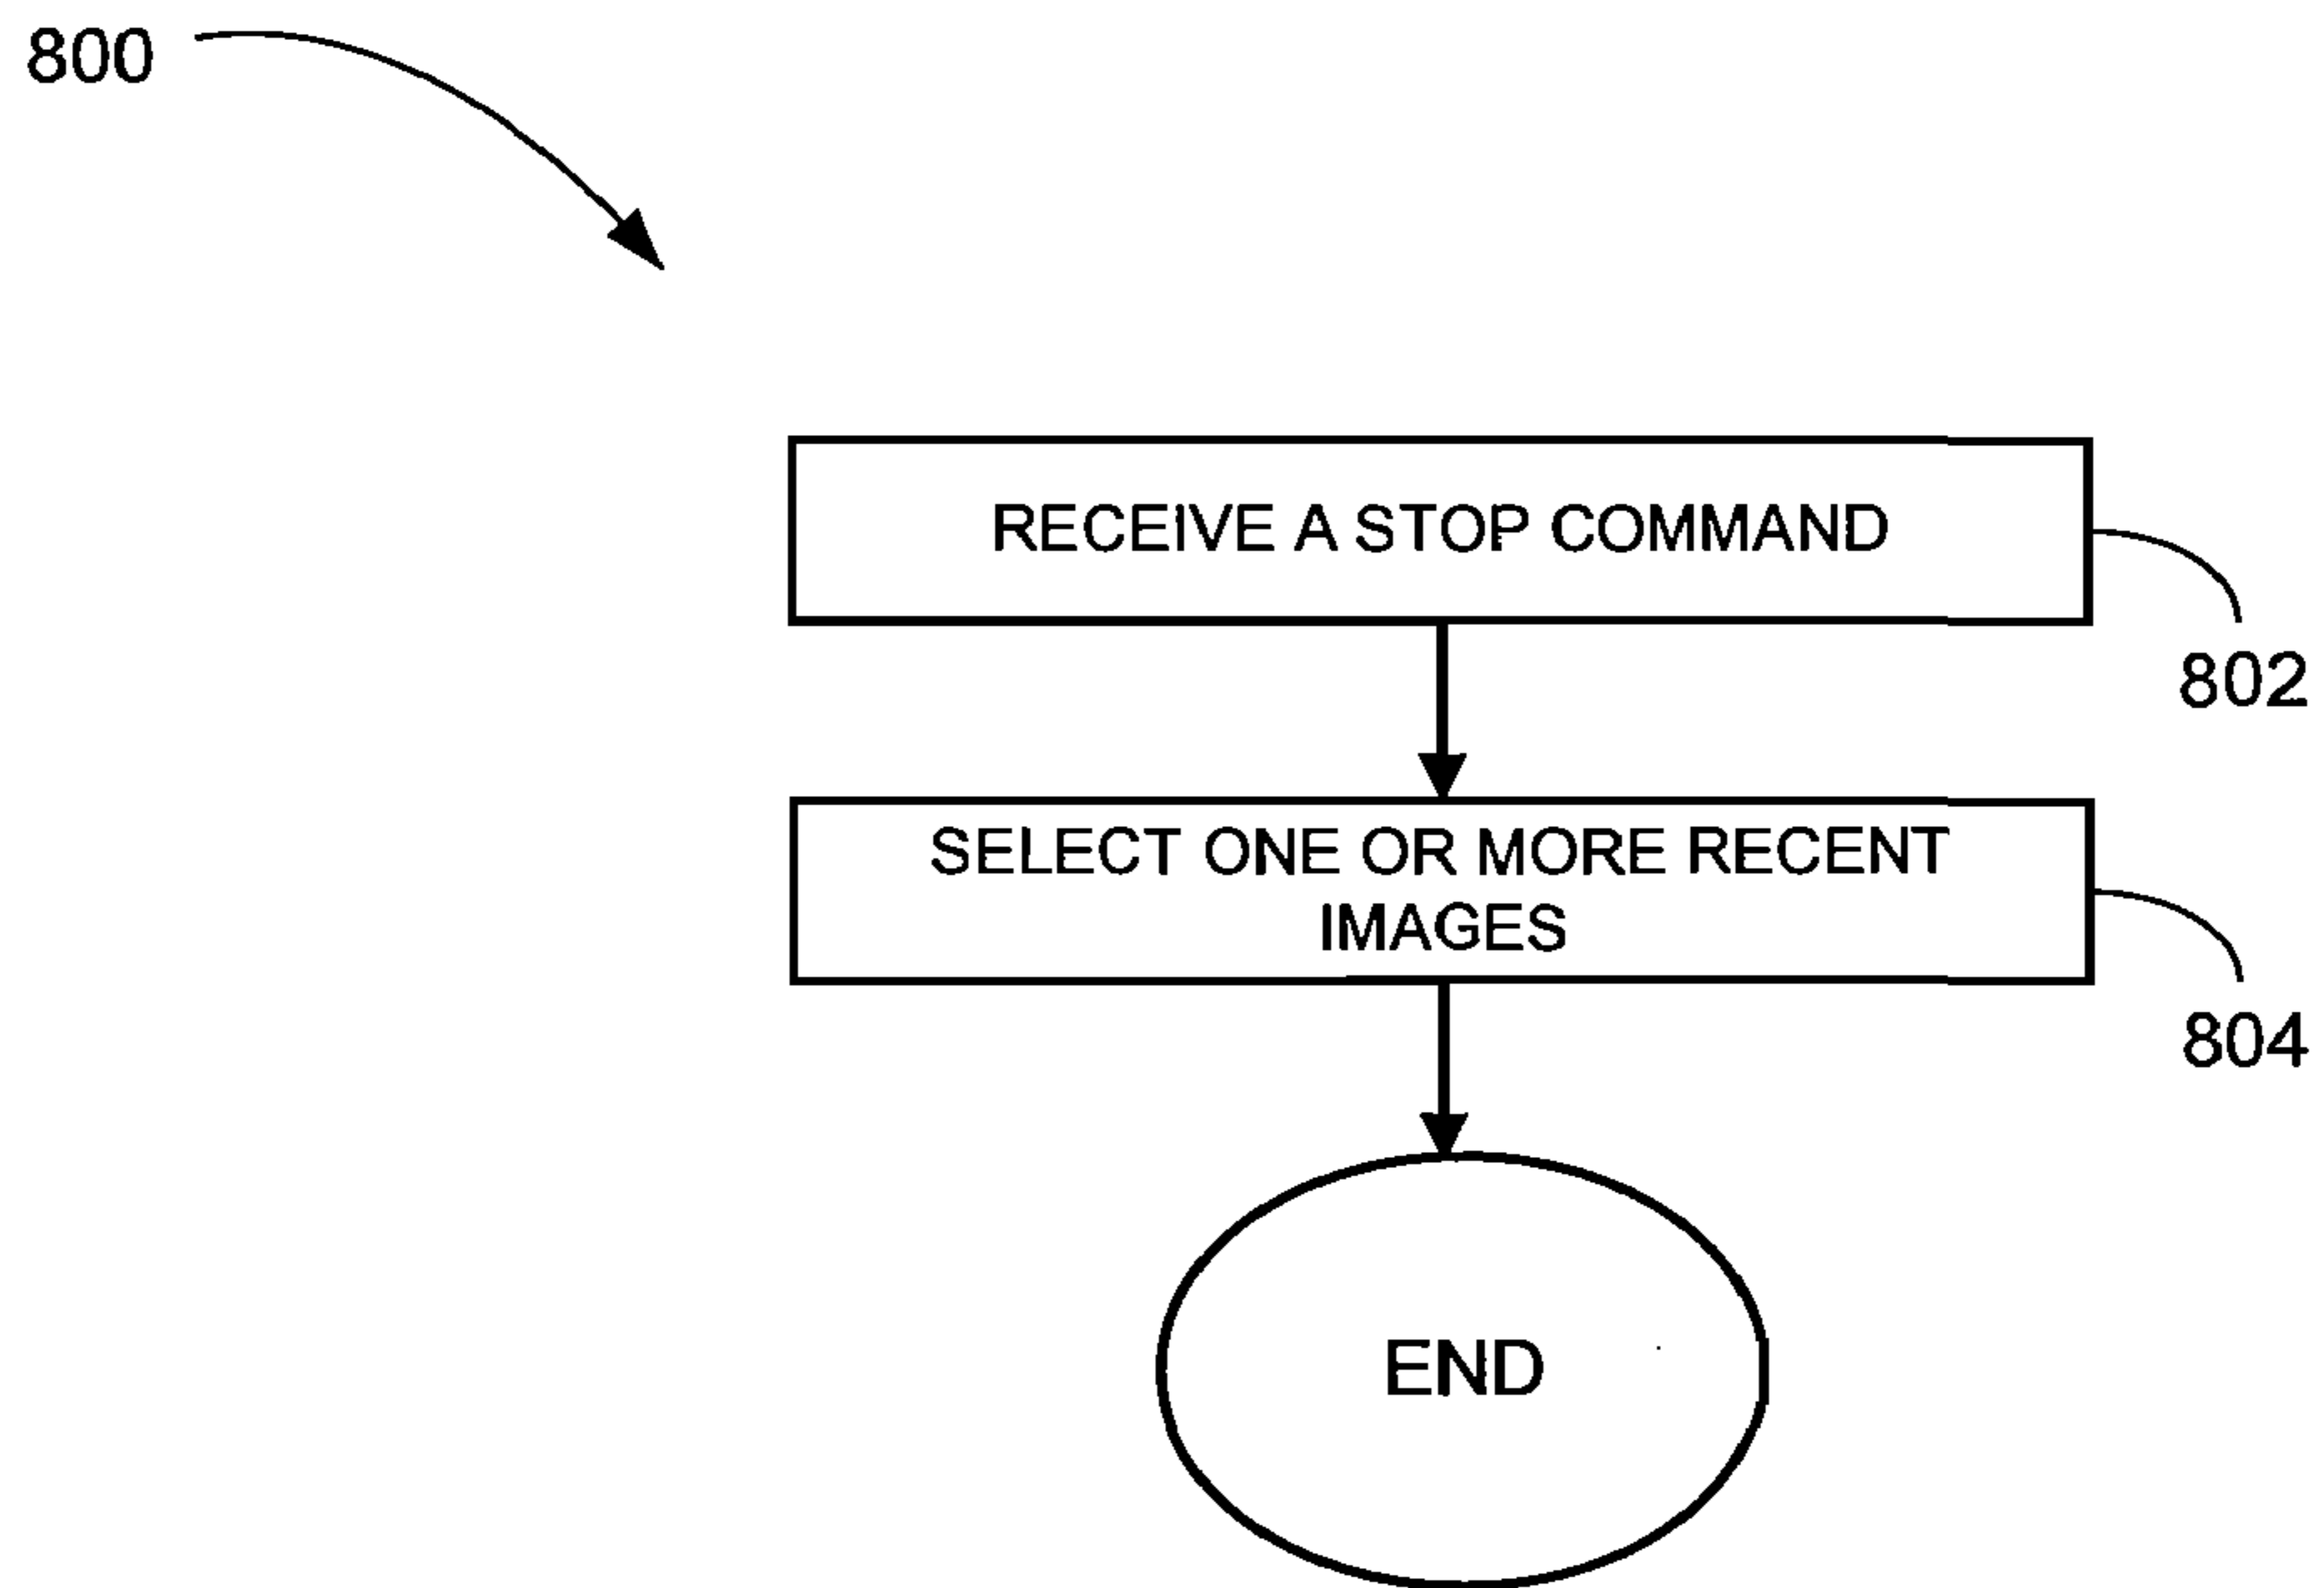 800
RECEIVE A STOP COMMAND
802
SELECT ONE OR MORE RECENT
IMAGES
804
END